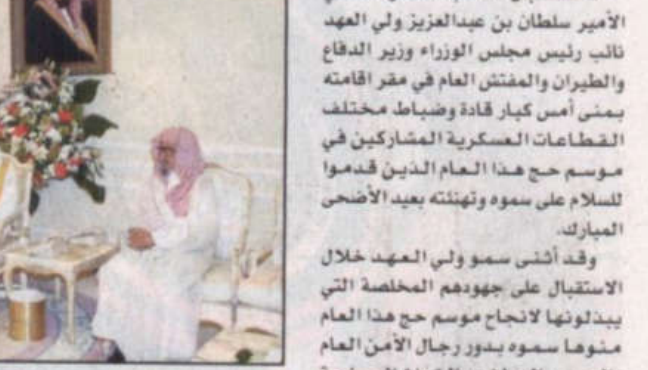 الأمير سلطان بن عبدالعزيز ولي العهد
نائب رئيس مجلس الوزراء وزير الدفاع
والطيران والمفتش العام في مقر اقامته
بمنى أمس كبار قادة وضباط مختلف
القطاعات العسكرية المشاركين في
موسم حج هذا العام الذين قدموا
للسلام على سموه وتهنئته بعيد الأضحى
المبارك.
وقد أثنى سمو ولي العهد خلال
الاستقبال على جهودهم المخلصة التي
يبذلونها لانجاح موسم حج هذا العام
منوها سموه بدور رجال الأمن العام